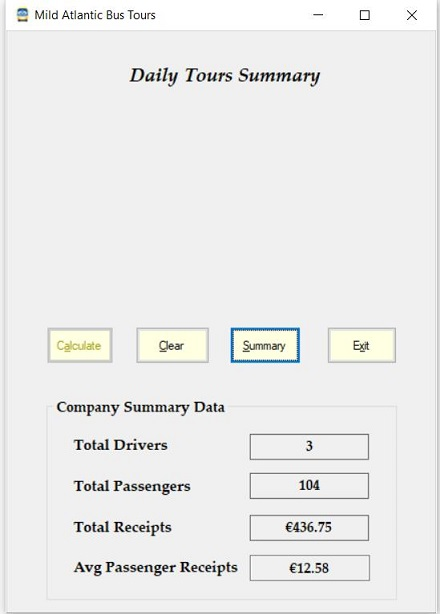 Mild Atlantic Bus Tours
Daily Tours Summary
Calculate Clear Summary Exit
Company Summary Data
Total Drivers 3
Total Passengers 104
Total Receipts €436.75
Avg Passenger Receipts €12.58